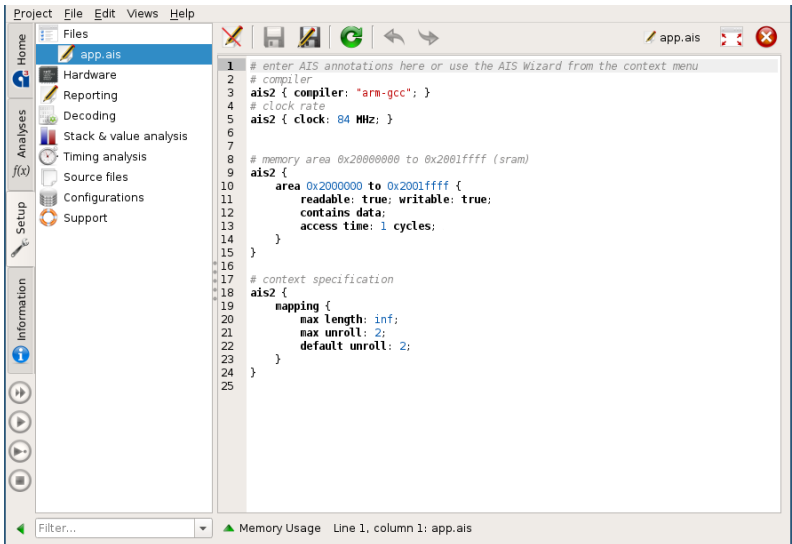 Project File Edit Views Help
Home
Analyses
f(x)
Setup
Information
Files
app.ais
Hardware
Reporting
Decoding
Stack & value analysis
Timing analysis
Source files
Configurations
Support
app.ais
1 # enter AIS annotations here or use the AIS Wizard from the context menu
2 # compiler
3 ais2 { compiler: "arm-gcc"; }
4 # clock rate
5 ais2 { clock: 84 MHz; }
6
7
8 # memory area 0x20000000 to 0x2001ffff (sram)
9 ais2 {
10 area 0x2000000 to 0x2001ffff {
11 readable: true; writable: true;
12 contains data;
13 access time: 1 cycles;
14 }
15 }
16
17 # context specification
18 ais2 {
19 mapping {
20 max length: inf;
21 max unroll: 2;
22 default unroll: 2;
23 }
24 }
25
Filter...
Memory Usage Line 1, column 1: app.ais